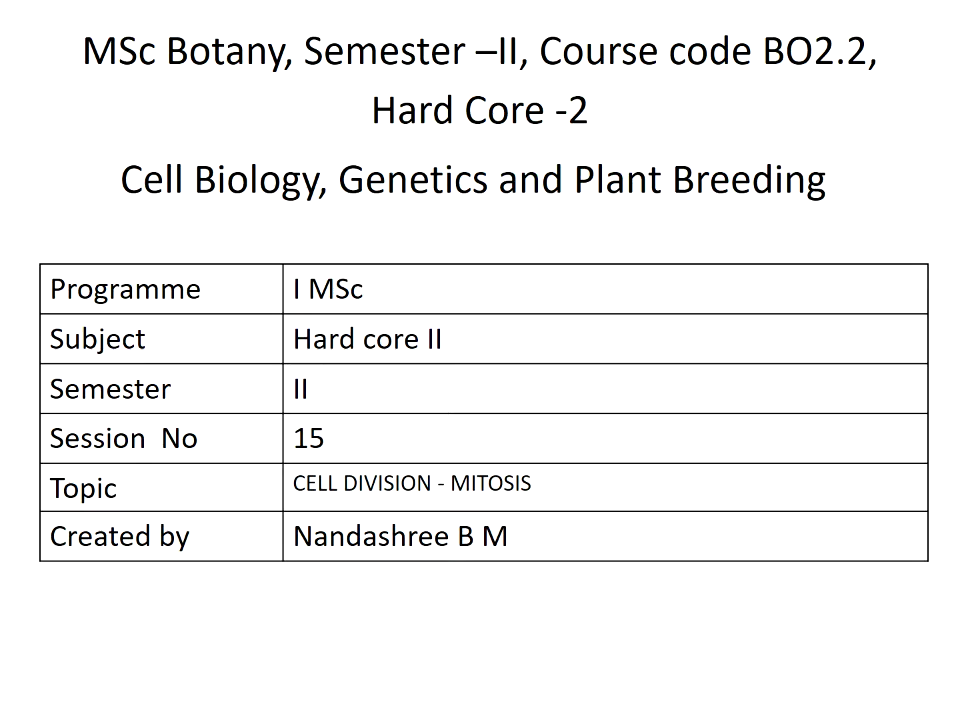 MSc Botany, Semester –II, Course code BO2.2,
Hard Core -2
Cell Biology, Genetics and Plant Breeding
Programme I MSc
Subject Hard core II
Semester II
Session  No 15
Topic CELL DIVISION - MITOSIS
Created by Nandashree B M